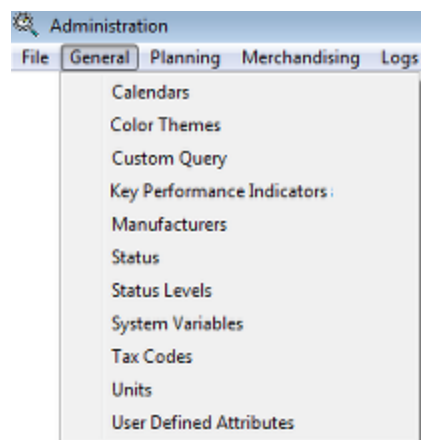 Administration
File General Planning Merchandising Logs
Calendars
Color Themes
Custom Query
Key Performance Indicators
Manufacturers
Status
Status Levels
System Variables
Tax Codes
Units
User Defined Attributes